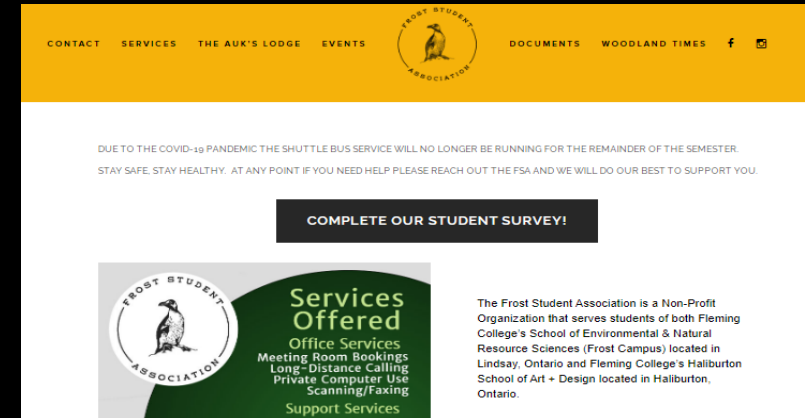 CONTACT SERVICES THE AUK'S LODGE EVENTS FROST STUDENT ASSOCIATION DOCUMENTS WOODLAND TIMES
DUE TO THE COVID-19 PANDEMIC THE SHUTTLE BUS SERVICE WILL NO LONGER BE RUNNING FOR THE REMAINDER OF THE SEMESTER.
STAY SAFE, STAY HEALTHY. AT ANY POINT IF YOU NEED HELP PLEASE REACH OUT THE FSA AND WE WILL DO OUR BEST TO SUPPORT YOU.
COMPLETE OUR STUDENT SURVEY!
FROST STUDENT ASSOCIATION
Services
Offered
Office Services
Meeting Room Bookings
Long-Distance Calling
Private Computer Use
Scanning/Faxing
Support Services
The Frost Student Association is a Non-Profit
Organization that serves students of both Fleming
College's School of Environmental & Natural
Resource Sciences (Frost Campus) located in
Lindsay, Ontario and Fleming College's Haliburton
School of Art + Design located in Haliburton,
Ontario.